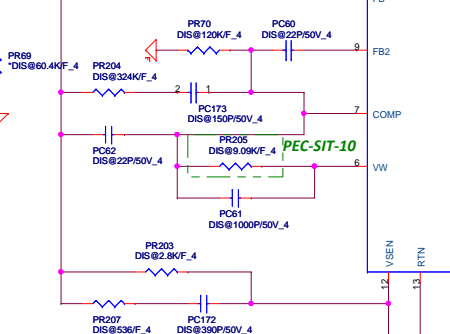 FB
PR70
DIS@120K/F_4
PC60
DIS@22P/50V_4
9
FB2
PR69
*DIS@60.4K/F_4
PR204
DIS@324K/F_4
2
1
PC173
DIS@150P/50V_4
7
COMP
PC62
DIS@22P/50V_4
PR205
DIS@9.09K/F_4
PEC-SIT-10
6
VW
PC61
DIS@1000P/50V_4
PR203
DIS@2.8K/F_4
VSEN
RTN
12
13
PR207
DIS@536/F_4
PC172
DIS@390P/50V_4